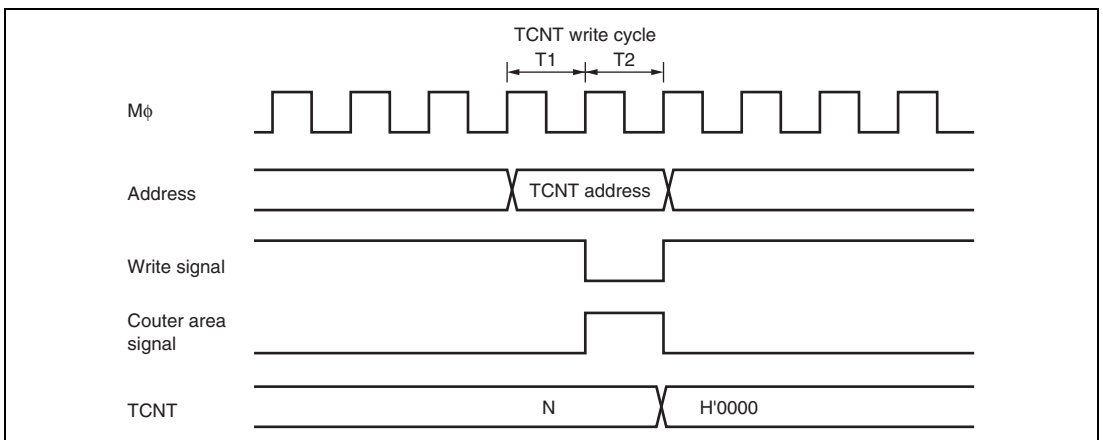 TCNT write cycle
T1 T2
Mϕ
Address
TCNT address
Write signal
Couter area
signal
TCNT
N
H'0000